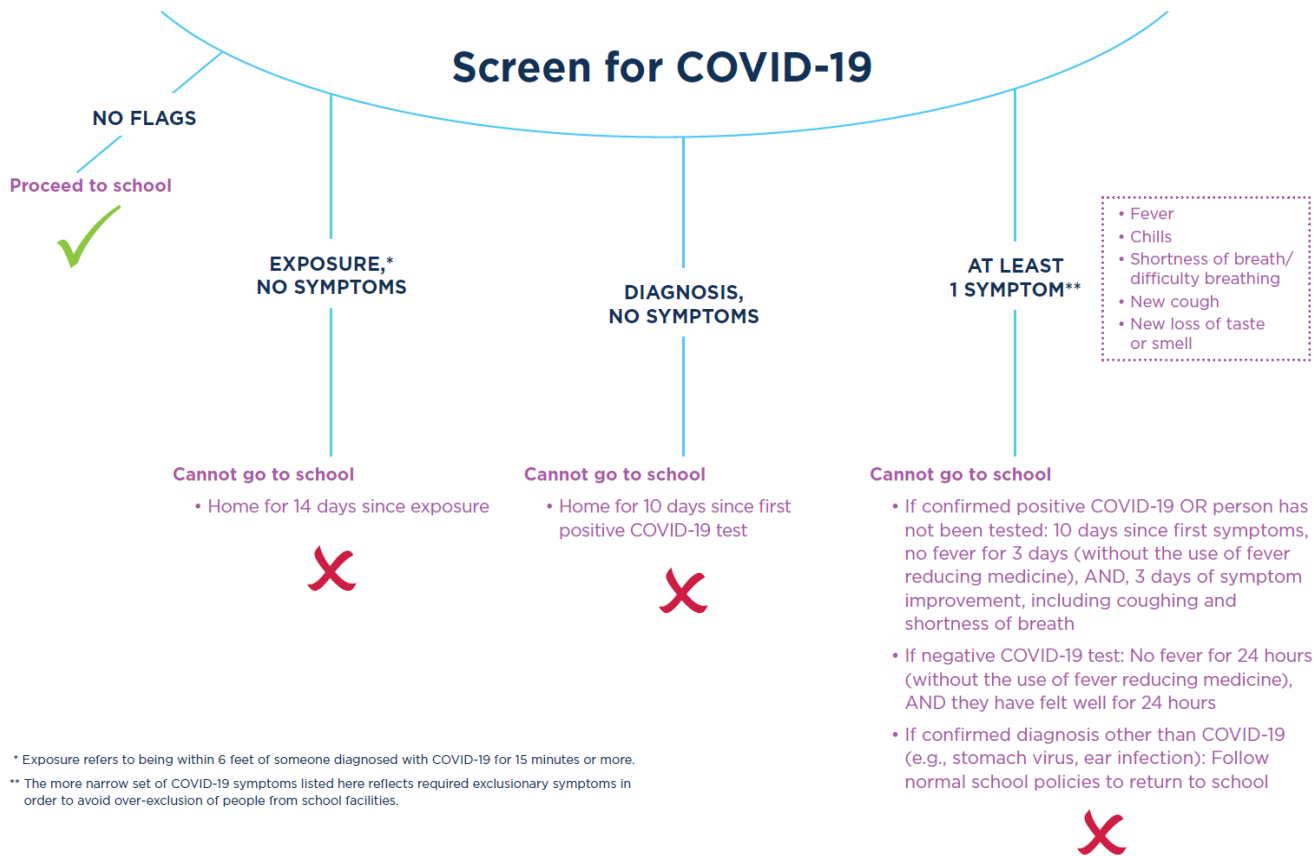 Screen for COVID-19
NO FLAGS
Proceed to school
EXPOSURE,*
NO SYMPTOMS
Cannot go to school
• Home for 14 days since exposure
DIAGNOSIS,
NO SYMPTOMS
Cannot go to school
• Home for 10 days since first
positive COVID-19 test
AT LEAST
1 SYMPTOM**
• Fever
• Chills
• Shortness of breath/
difficulty breathing
• New cough
• New loss of taste
or smell
Cannot go to school
• If confirmed positive COVID-19 OR person has
not been tested: 10 days since first symptoms,
no fever for 3 days (without the use of fever
reducing medicine), AND, 3 days of symptom
improvement, including coughing and
shortness of breath
• If negative COVID-19 test: No fever for 24 hours
(without the use of fever reducing medicine),
AND they have felt well for 24 hours
• If confirmed diagnosis other than COVID-19
(e.g., stomach virus, ear infection): Follow
normal school policies to return to school
* Exposure refers to being within 6 feet of someone diagnosed with COVID-19 for 15 minutes or more.
** The more narrow set of COVID-19 symptoms listed here reflects required exclusionary symptoms in
order to avoid over-exclusion of people from school facilities.